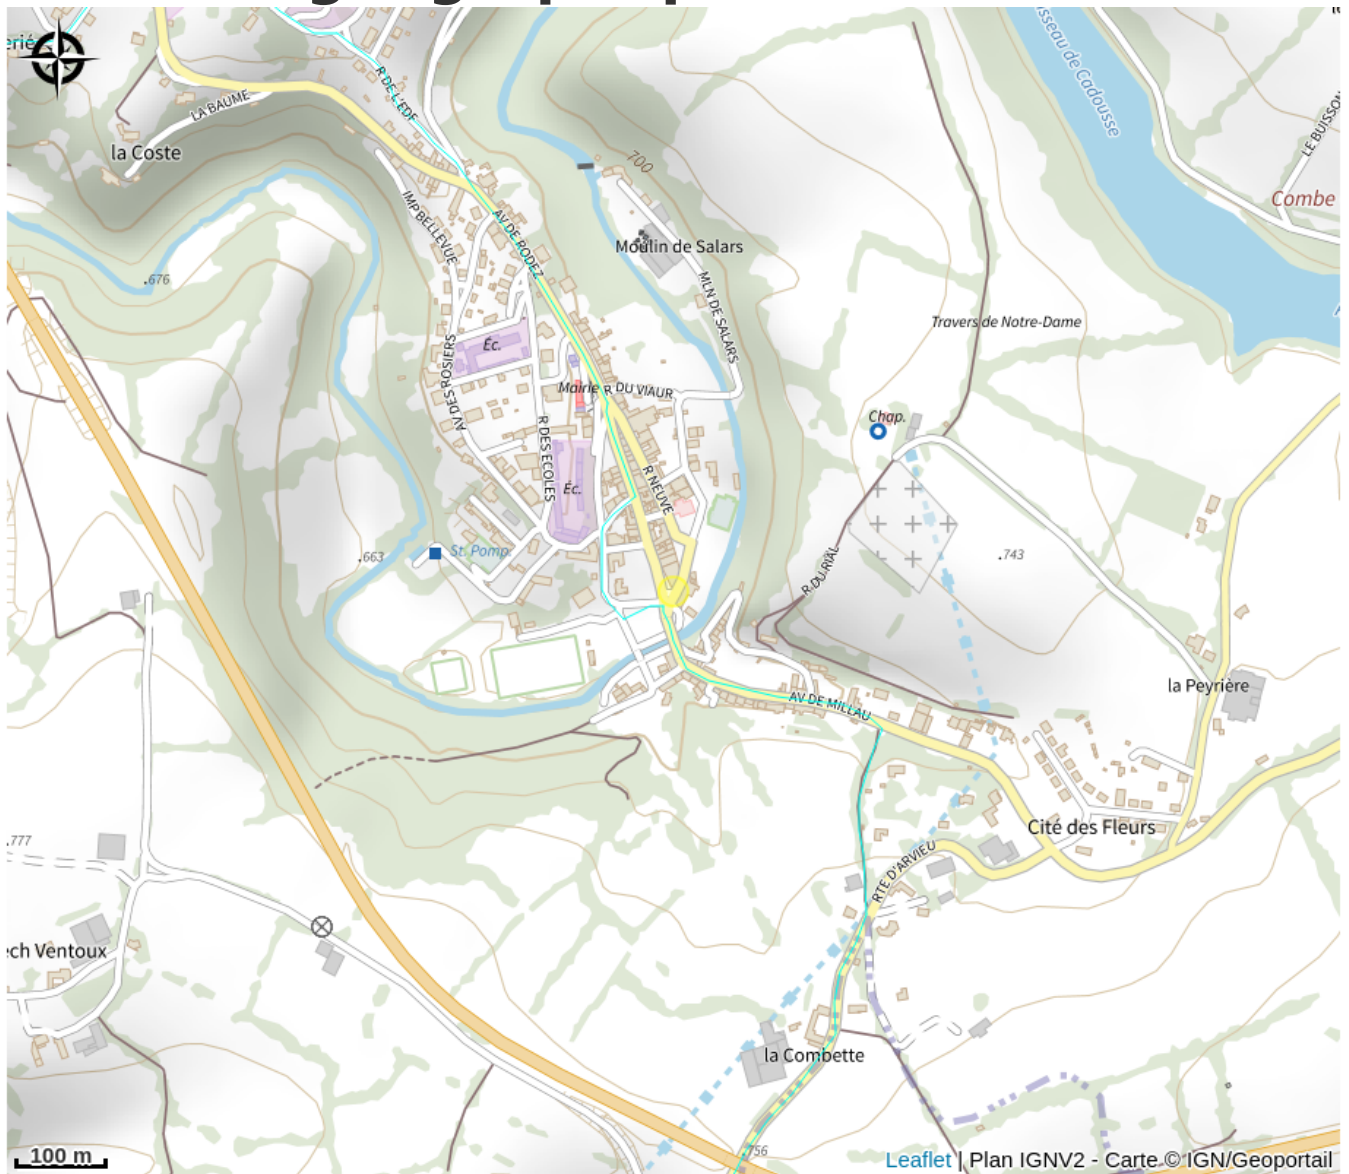 R DE L'EDF
LA BAUME
la Coste
700
sseau de Cadousse
LE BUISSON
Combe
IMP BELLEVUE
AV DE RODEZ
Moulin de Salars
MLN DE SALARS
.676
Travers de Notre-Dame
Éc.
AV DES ROSIERS
Mairie
R DU VIAUR
Chap.
R DES ECOLES
Éc.
R NEUVE
St. Pomp.
.663
.743
R DU RIAL
la Peyrière
AV DE MILLAU
Cité des Fleurs
.777
RTE D'ARVIEU
ech Ventoux
la Combette
756
100 m
Leaflet | Plan IGNV2 - Carte © IGN/Geoportail